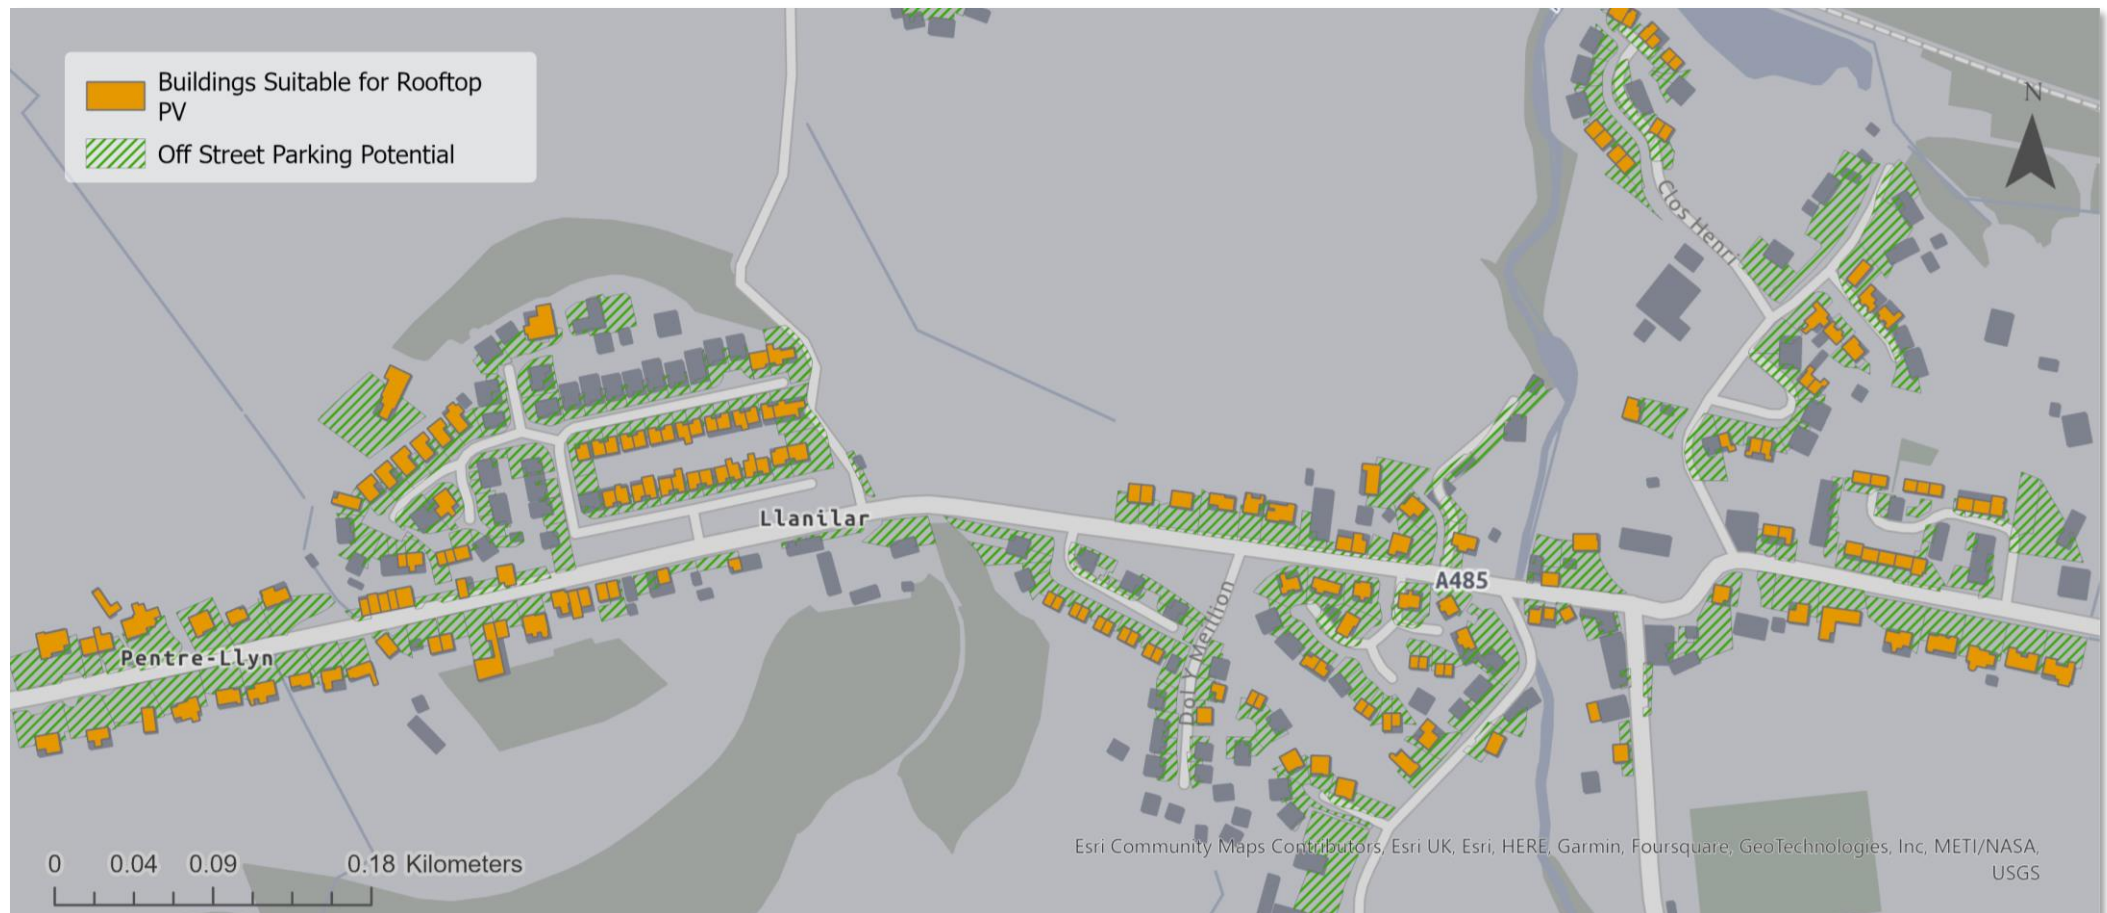 Buildings Suitable for Rooftop
PV
Off Street Parking Potential
N
Clos Henri
Llanilar
A485
Dol y Meillion
Pentre-Llyn
0 0.04 0.09 0.18 Kilometers
Esri Community Maps Contributors, Esri UK, Esri, HERE, Garmin, Foursquare, GeoTechnologies, Inc, METI/NASA,
USGS